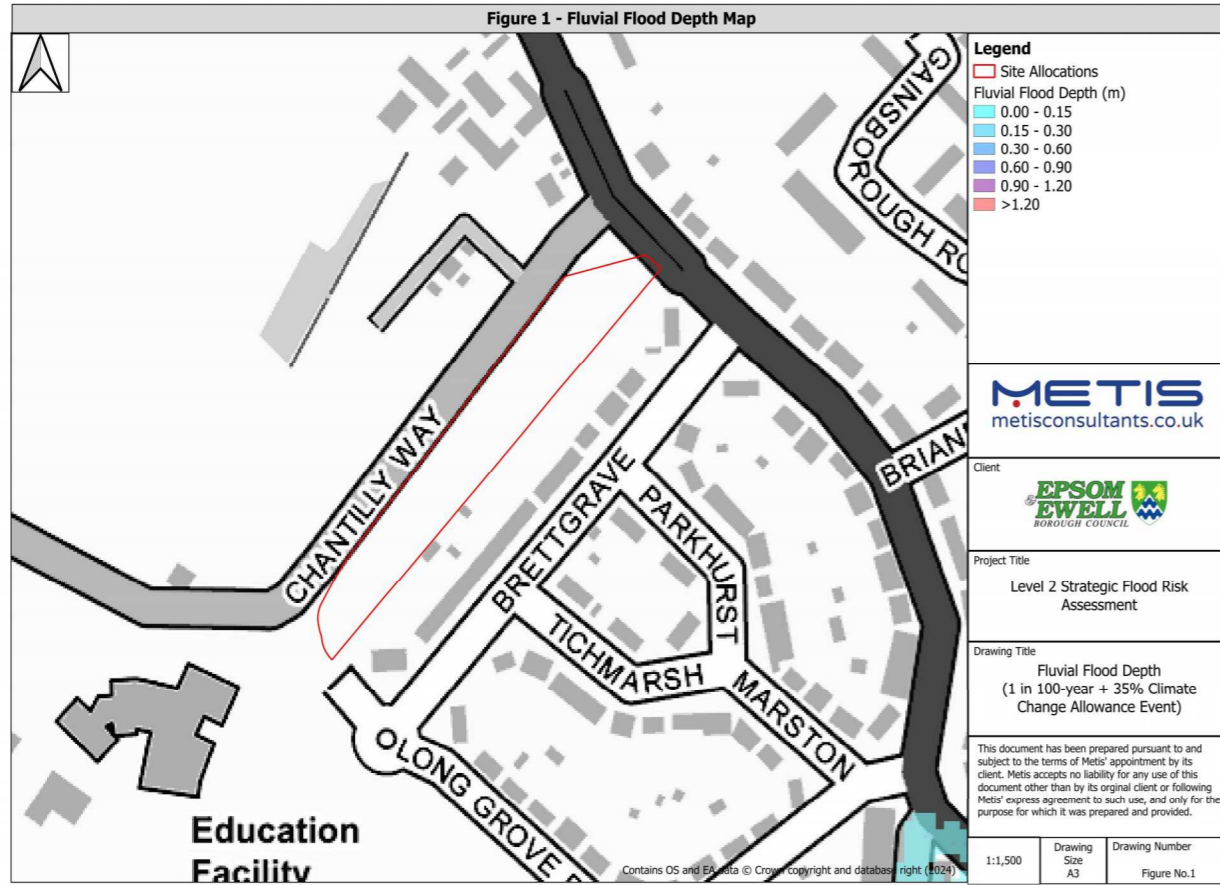 Figure 1 - Fluvial Flood Depth Map
GAINSBOROUGH RO
CHANTILLY WAY
BRETTGRAVE
PARKHURST
TICHMARSH
MARSTON
BRIAN
OLONG GROVE
Education
Facility
Contains OS and EA data © Crown copyright and database right (2024)
Legend
Site Allocations
Fluvial Flood Depth (m)
0.00 - 0.15
0.15 - 0.30
0.30 - 0.60
0.60 - 0.90
0.90 - 1.20
>1.20
METIS
metisconsultants.co.uk
Client
EPSOM
& EWELL
BOROUGH COUNCIL
Project Title
Level 2 Strategic Flood Risk
Assessment
Drawing Title
Fluvial Flood Depth
(1 in 100-year + 35% Climate
Change Allowance Event)
This document has been prepared pursuant to and
subject to the terms of Metis' appointment by its
client. Metis accepts no liability for any use of this
document other than by its orginal client or following
Metis' express agreement to such use, and only for the
purpose for which it was prepared and provided.
1:1,500
Drawing
Size
A3
Drawing Number
Figure No.1